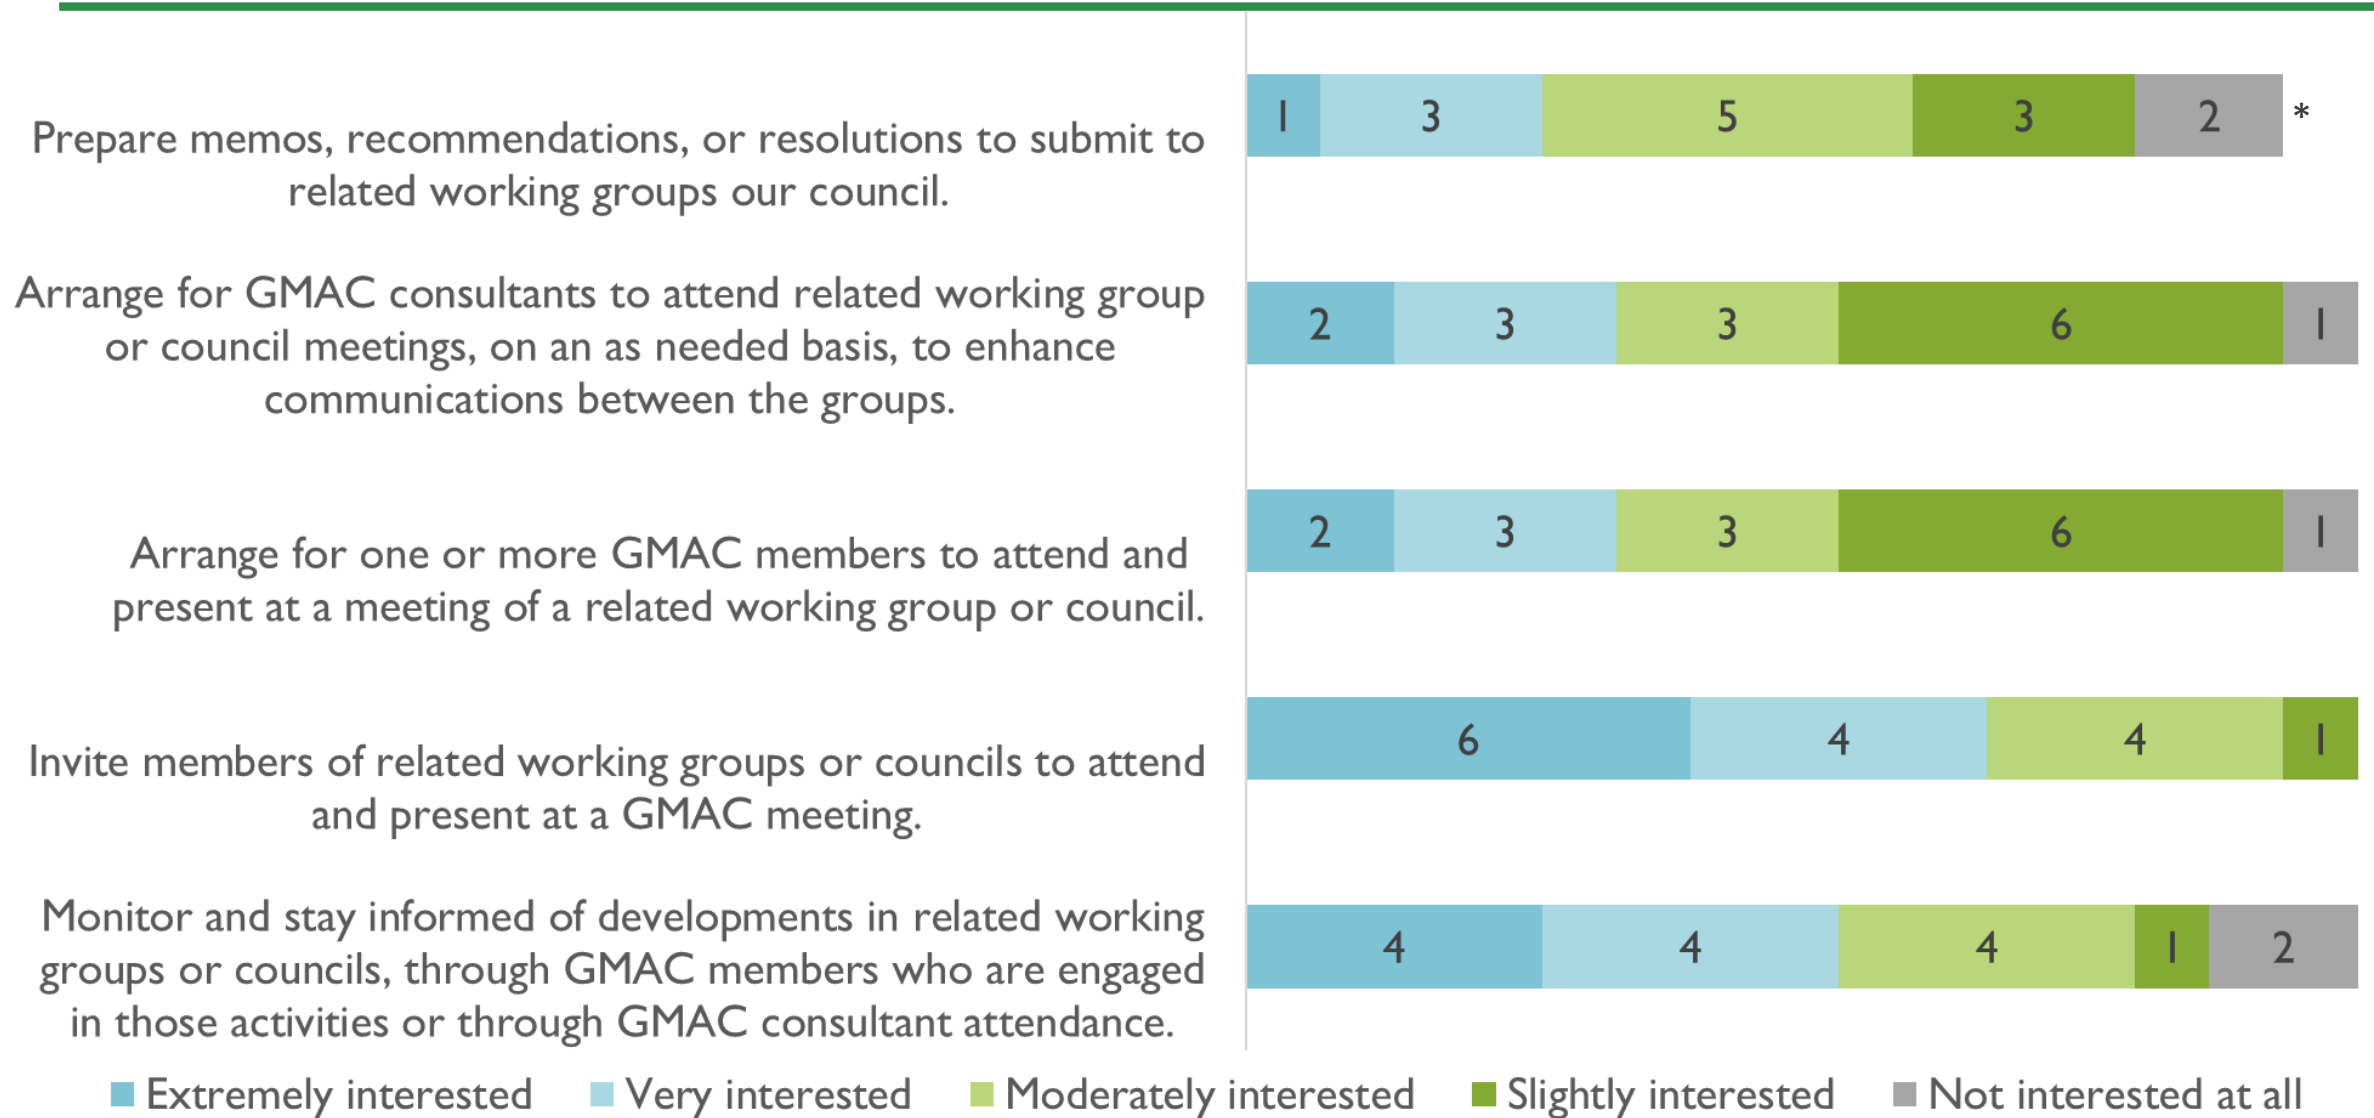 1 3 5 3 2 *
Prepare memos, recommendations, or resolutions to submit to
related working groups our council.
Arrange for GMAC consultants to attend related working group
or council meetings, on an as needed basis, to enhance
communications between the groups.
2 3 3 6 1
Arrange for one or more GMAC members to attend and
present at a meeting of a related working group or council.
2 3 3 6 1
Invite members of related working groups or councils to attend
and present at a GMAC meeting.
6 4 4 1
Monitor and stay informed of developments in related working
groups or councils, through GMAC members who are engaged
in those activities or through GMAC consultant attendance.
4 4 4 1 2
Extremely interested Very interested Moderately interested Slightly interested Not interested at all